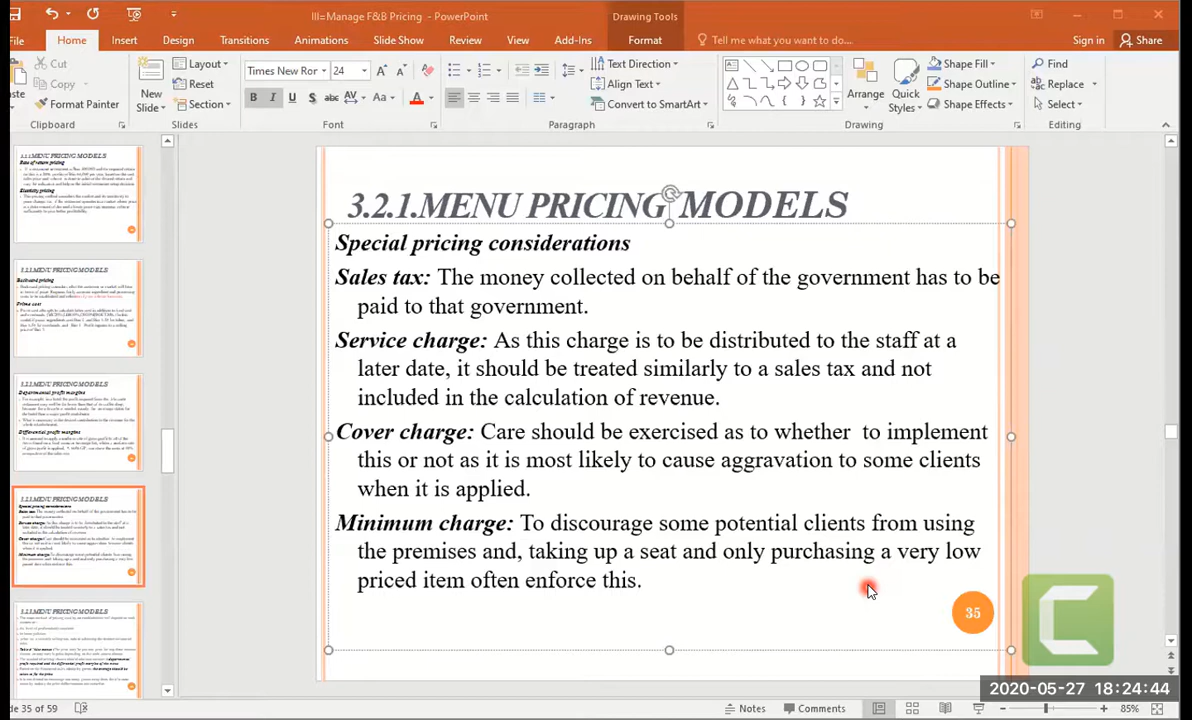 III=Manage F&B Pricing - PowerPoint
Drawing Tools
File Home Insert Design Transitions Animations Slide Show Review View Add-Ins Format Tell me what you want to do... Sign in Share
Cut
Copy
Format Painter
Clipboard
New Slide
Layout
Reset
Section
Slides
Times New Ror 24
B I U S abc AV Aa A
Font
Paragraph
Text Direction
Align Text
Convert to SmartArt
Arrange
Quick Styles
Shape Fill
Shape Outline
Shape Effects
Drawing
Find
Replace
Select
Editing
3.2.1.MENU PRICING MODELS
Special pricing considerations
Sales tax: The money collected on behalf of the government has to be
paid to that government.
Service charge: As this charge is to be distributed to the staff at a
later date, it should be treated similarly to a sales tax and not
included in the calculation of revenue.
Cover charge: Care should be exercised as to whether to implement
this or not as it is most likely to cause aggravation to some clients
when it is applied.
Minimum charge: To discourage some potential clients from using
the premises and, taking up a seat and only purchasing a very low
priced item often enforce this.
35
2020-05-27 18:24:44
Slide 35 of 59
Notes
Comments
85%